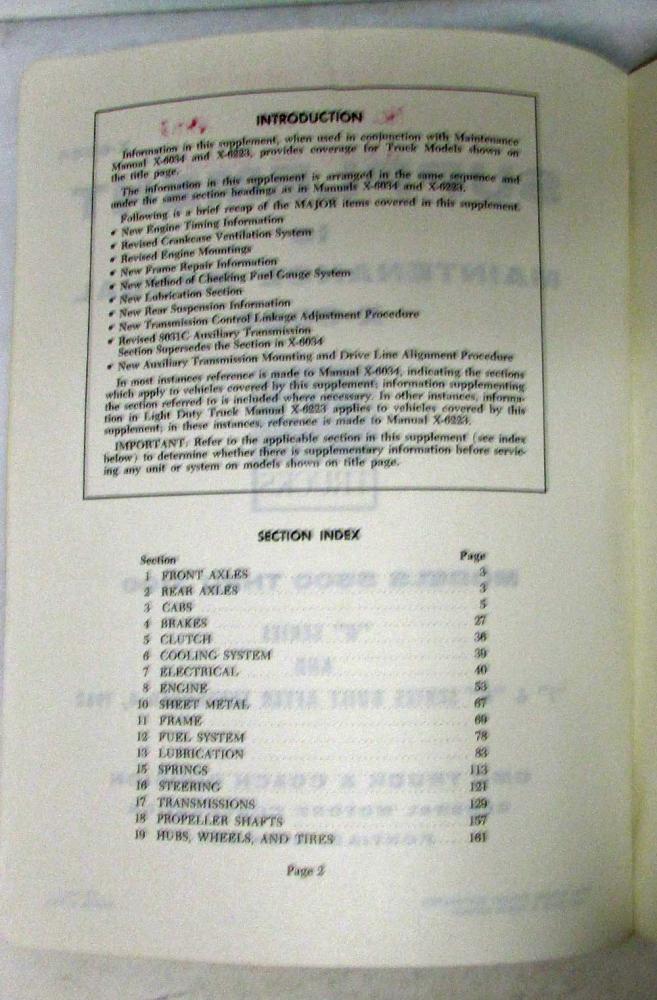 INTRODUCTION
Information in this supplement, when used in conjunction with Maintenance
Manual X-6034 and X-6223, provides coverage for Truck Models shown on
the title page.
The information in this supplement is arranged in the same sequence and
under the same section headings as in Manuals X-6034 and X-6223.
Following is a brief recap of the MAJOR items covered in this supplement.
• New Engine Timing Information
• Revised Crankcase Ventilation System
• Revised Engine Mountings
• New Frame Repair Information
• New Method of Checking Fuel Gauge System
• New Lubrication Section
• New Rear Suspension Information
• New Transmission Control Linkage Adjustment Procedure
• Revised 8031C Auxiliary Transmission
Section Supersedes the Section in X-6034
• New Auxiliary Transmission Mounting and Drive Line Alignment Procedure
In most instances reference is made to Manual X-6034, indicating the sections
which apply to vehicles covered by this supplement; information supplementing
the section referred to is included where necessary. In other instances, informa-
tion in Light Duty Truck Manual X-6223 applies to vehicles covered by this
supplement; in these instances, reference is made to Manual X-6223.
IMPORTANT: Refer to the applicable section in this supplement (see index
below) to determine whether there is supplementary information before servic-
ing any unit or system on models shown on title page.
SECTION INDEX
Section Page
1 FRONT AXLES 3
2 REAR AXLES 3
3 CABS 5
4 BRAKES 27
5 CLUTCH 36
6 COOLING SYSTEM 39
7 ELECTRICAL 40
8 ENGINE 53
10 SHEET METAL 67
11 FRAME 69
12 FUEL SYSTEM 78
13 LUBRICATION 83
15 SPRINGS 113
16 STEERING 121
17 TRANSMISSIONS 129
18 PROPELLER SHAFTS 157
19 HUBS, WHEELS, AND TIRES 161
Page 2